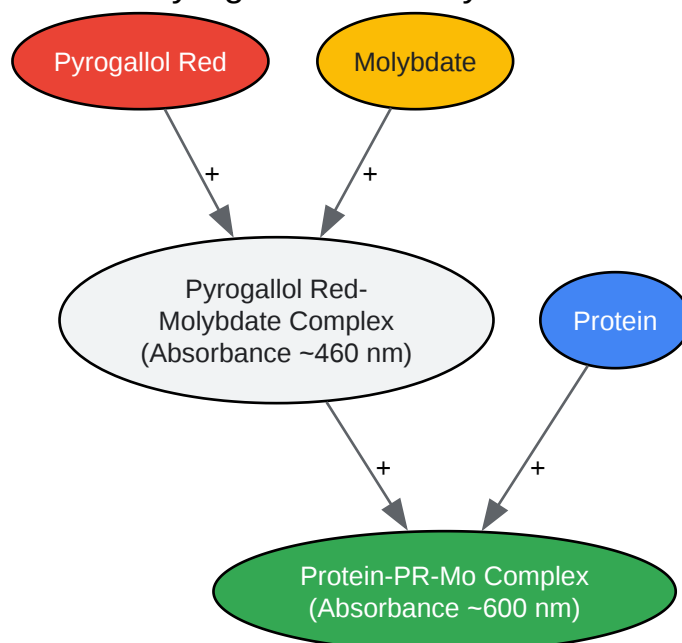 Pyrogallol Red
Molybdate
+
+
Pyrogallol Red-
Molybdate Complex
(Absorbance ~460 nm)
Protein
+
+
Protein-PR-Mo Complex
(Absorbance ~600 nm)